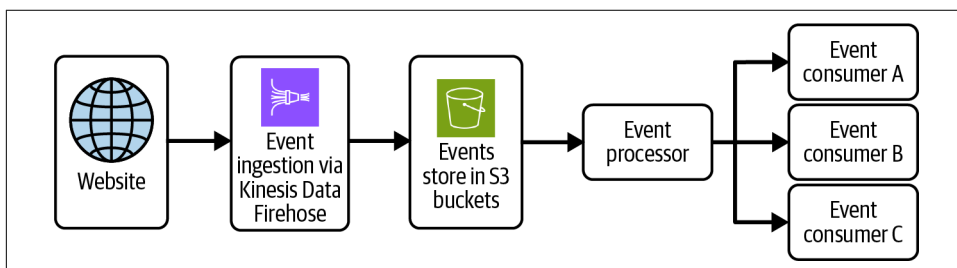 Website
Event
ingestion via
Kinesis Data
Firehose
Events
store in S3
buckets
Event
processor
Event
consumer A
Event
consumer B
Event
consumer C